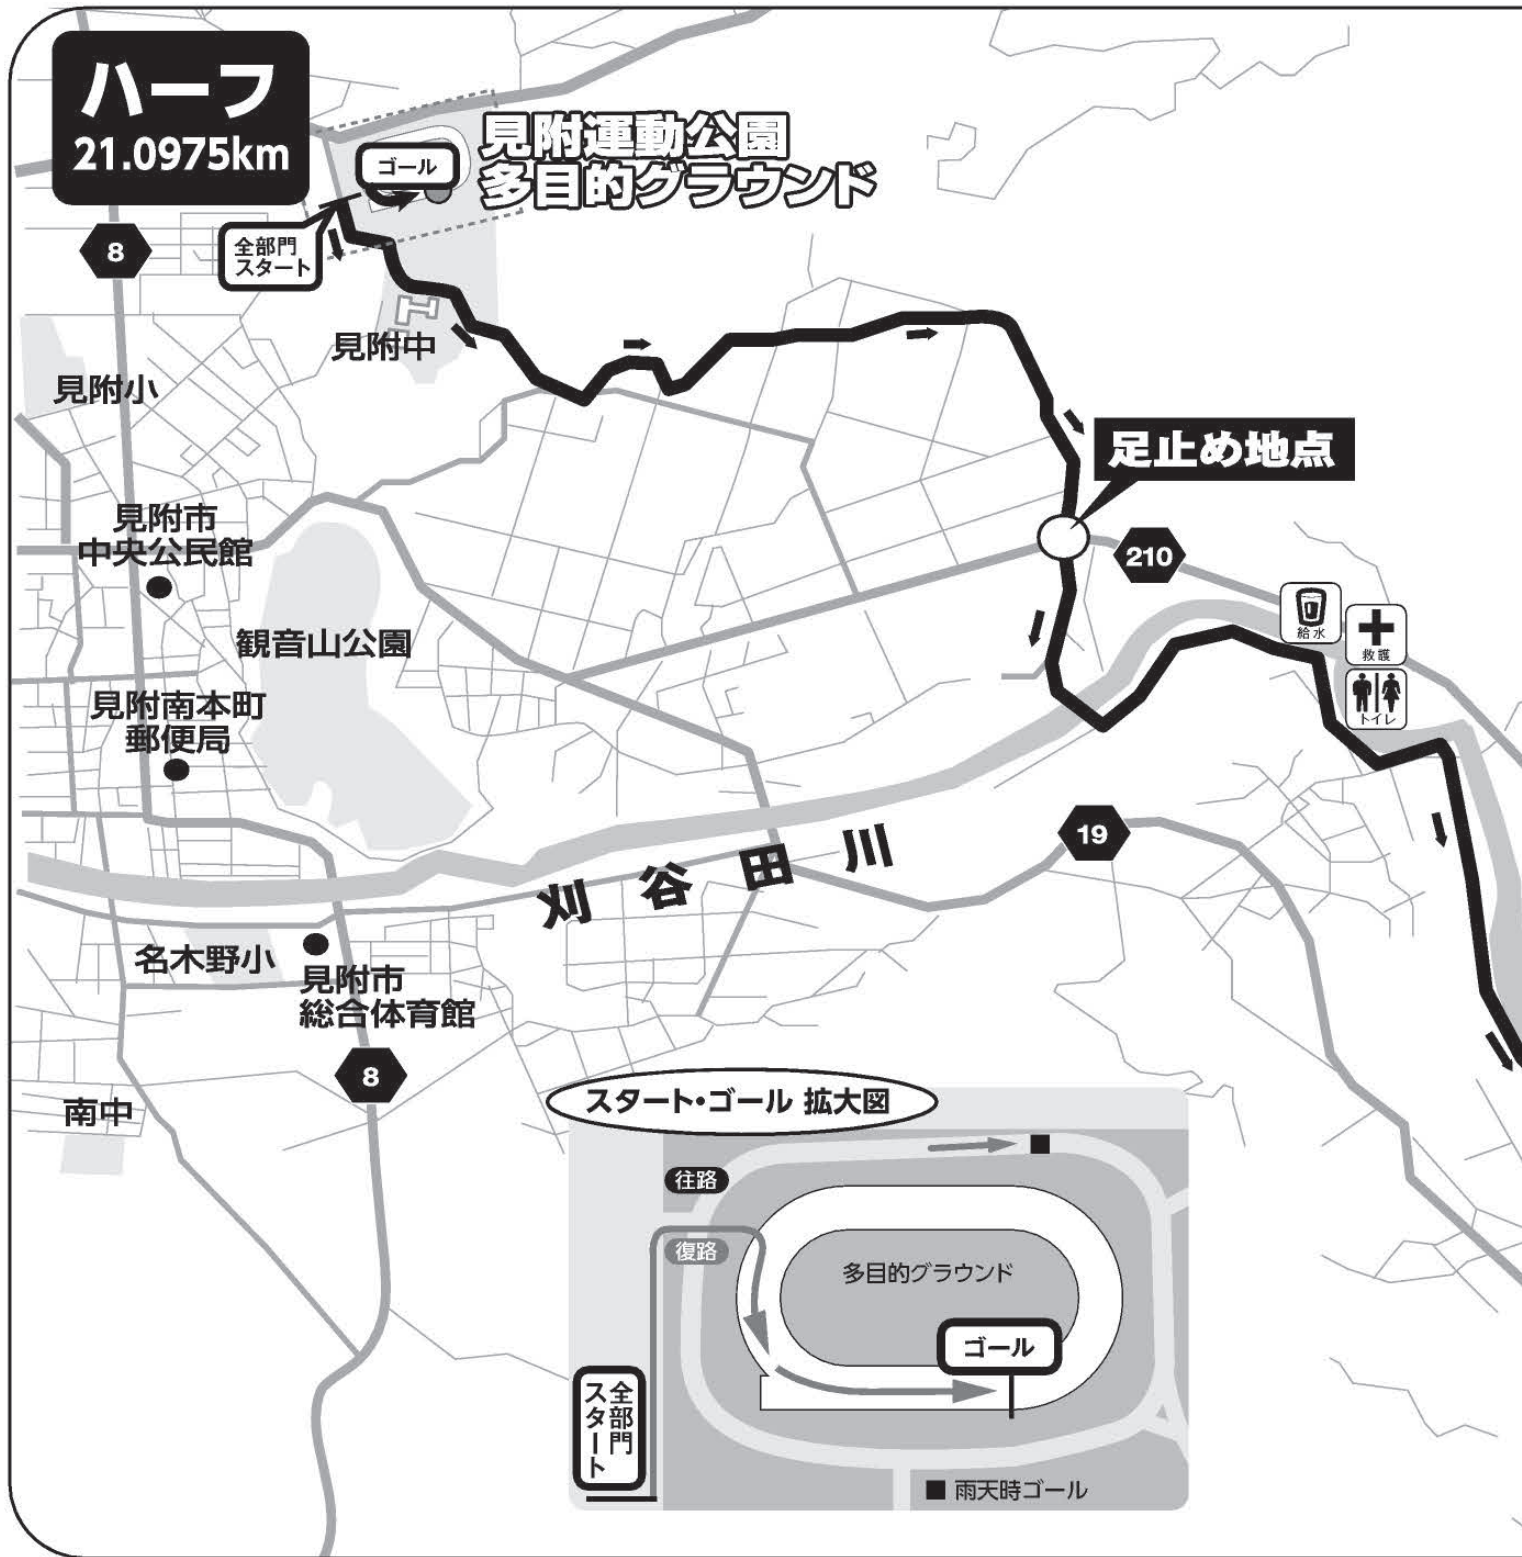 ハーフ
21.0975km
見附運動公園
多目的グラウンド
ゴール
全部門
スタート
8
見附中
見附小
足止め地点
見附市
中央公民館
210
給水
救護
トイレ
観音山公園
見附南本町
郵便局
19
刈谷田川
名木野小
見附市
総合体育館
8
南中
スタート・ゴール 拡大図
往路
復路
多目的グラウンド
ゴール
全部門
スタート
■ 雨天時ゴール